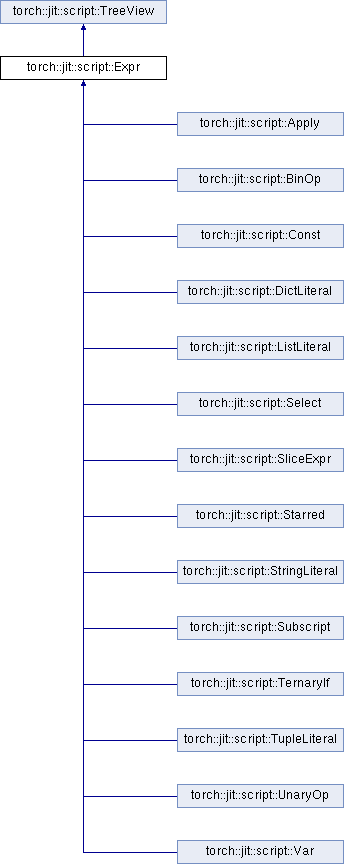 torch::jit::script::TreeView
torch::jit::script::Expr
torch::jit::script::Apply
torch::jit::script::BinOp
torch::jit::script::Const
torch::jit::script::DictLiteral
torch::jit::script::ListLiteral
torch::jit::script::Select
torch::jit::script::SliceExpr
torch::jit::script::Starred
torch::jit::script::StringLiteral
torch::jit::script::Subscript
torch::jit::script::TernaryIf
torch::jit::script::TupleLiteral
torch::jit::script::UnaryOp
torch::jit::script::Var